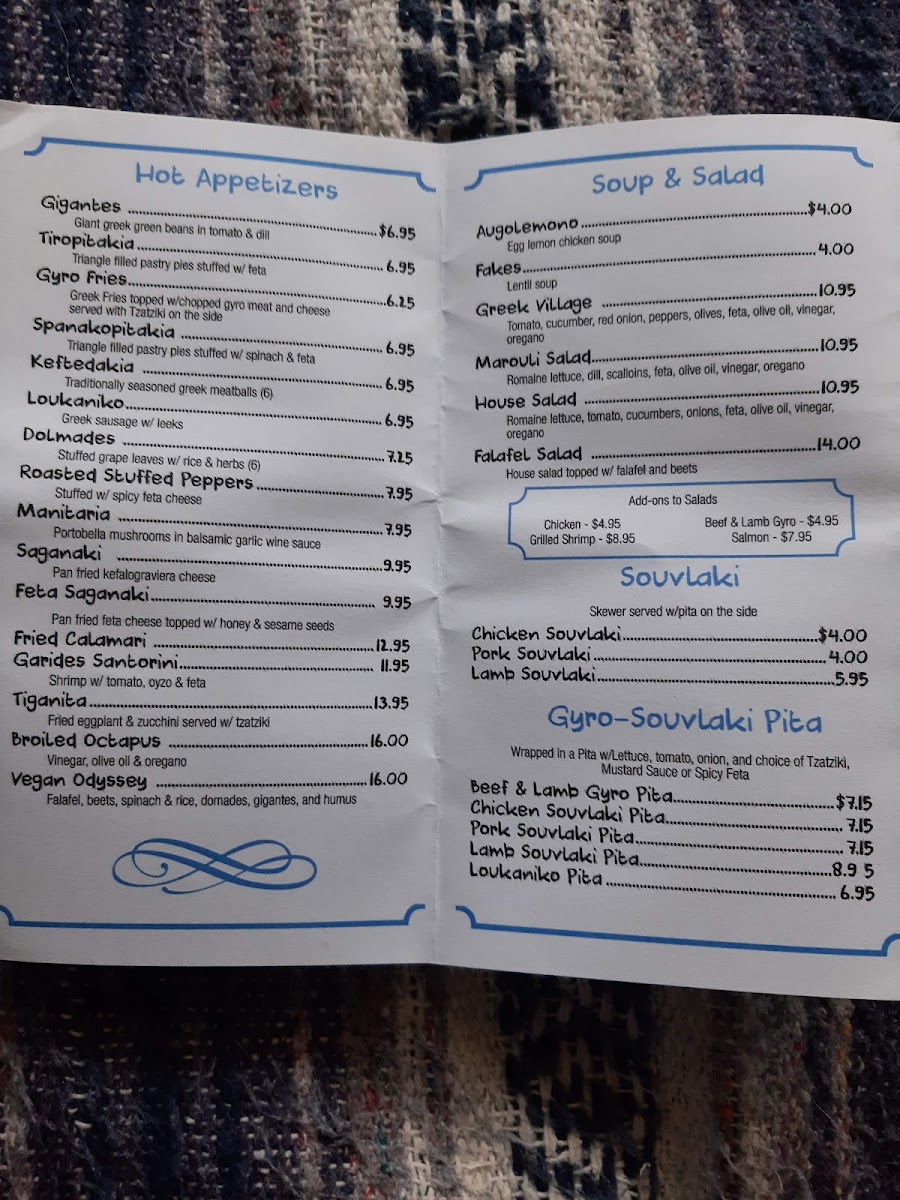 Hot Appetizers
Gigantes ........ $6.95
Giant greek green beans in tomato & dill
Tiropitakia ........ 6.95
Triangle filled pastry pies stuffed w/ feta
Gyro Fries ........ 6.25
Greek Fries topped w/chopped gyro meat and cheese
served with Tzatziki on the side
Spanakopitakia ........ 6.95
Triangle filled pastry pies stuffed w/ spinach & feta
Keftedakia ........ 6.95
Traditionally seasoned greek meatballs (6)
Loukaniko ........ 6.95
Greek sausage w/ leeks
Dolmades ........ 7.25
Stuffed grape leaves w/ rice & herbs (6)
Roasted Stuffed Peppers ........ 7.95
Stuffed w/ spicy feta cheese
Manitaria ........ 7.95
Portobella mushrooms in balsamic garlic wine sauce
Saganaki ........ 9.95
Pan fried kefalograviera cheese
Feta Saganaki ........ 9.95
Pan fried feta cheese topped w/ honey & sesame seeds
Fried Calamari ........ 12.95
Garides Santorini ........ 11.95
Shrimp w/ tomato, oyzo & feta
Tiganita ........ 13.95
Fried eggplant & zucchini served w/ tzatziki
Broiled Octapus ........ 16.00
Vinegar, olive oil & oregano
Vegan Odyssey ........ 16.00
Falafel, beets, spinach & rice, domades, gigantes, and humus
Soup & Salad
Augolemono ........ $4.00
Egg lemon chicken soup
Fakes ........ 4.00
Lentil soup
Greek Village ........ 10.95
Tomato, cucumber, red onion, peppers, olives, feta, olive oil, vinegar,
oregano
Marouli Salad ........ 10.95
Romaine lettuce, dill, scalloins, feta, olive oil, vinegar, oregano
House Salad ........ 10.95
Romaine lettuce, tomato, cucumbers, onions, feta, olive oil, vinegar,
oregano
Falafel Salad ........ 14.00
House salad topped w/ falafel and beets
Add-ons to Salads
Chicken - $4.95 Beef & Lamb Gyro - $4.95
Grilled Shrimp - $8.95 Salmon - $7.95
Souvlaki
Skewer served w/pita on the side
Chicken Souvlaki ........ $4.00
Pork Souvlaki ........ 4.00
Lamb Souvlaki ........ 5.95
Gyro-Souvlaki Pita
Wrapped in a Pita w/Lettuce, tomato, onion, and choice of Tzatziki,
Mustard Sauce or Spicy Feta
Beef & Lamb Gyro Pita ........ $7.15
Chicken Souvlaki Pita ........ 7.15
Pork Souvlaki Pita ........ 7.15
Lamb Souvlaki Pita ........ 8.9 5
Loukaniko Pita ........ 6.95